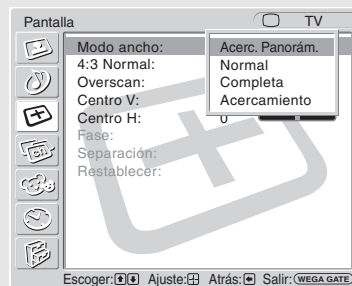 Pantalla TV
Modo ancho: Acerc. Panorám.
4:3 Normal: Normal
Overscan: Completa
Centro V: Acercamiento
Centro H: 0
Fase:
Separación:
Restablecer:
Escoger: Ajuste: Atrás: Salir: WEGA GATE